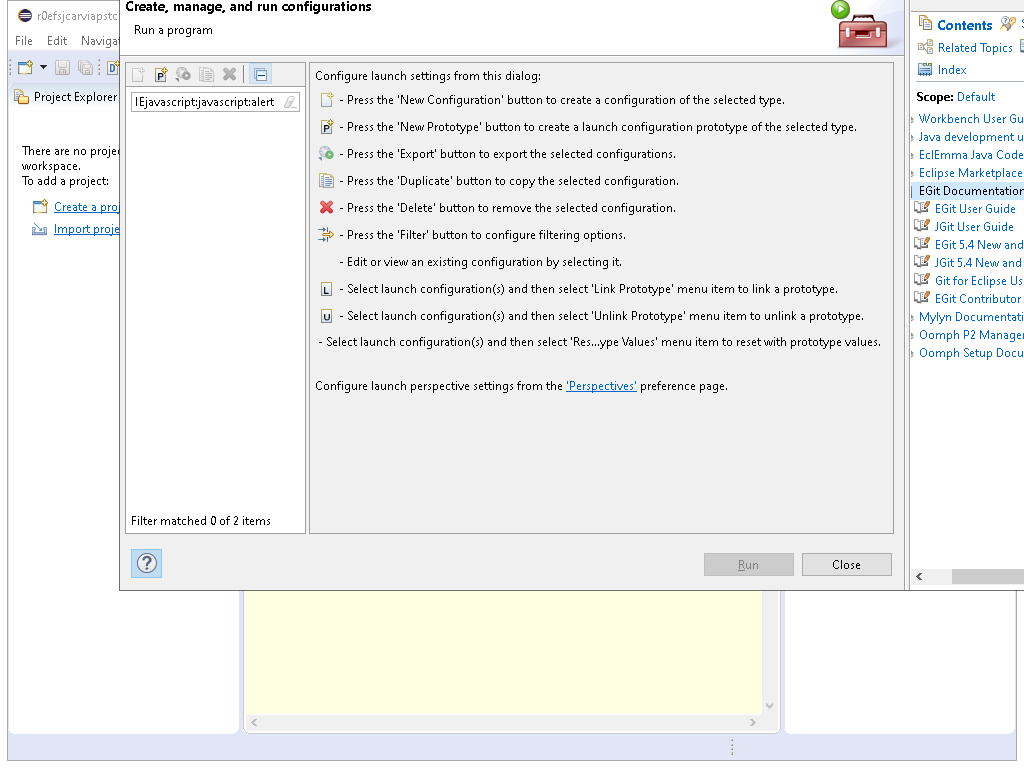 r0efsjcarviapstc
File Edit Navigat
Project Explorer
There are no proje
workspace.
To add a project:
Create a proj
Import proje
Create, manage, and run configurations
Run a program
IEjavascript:javascript:alert
Filter matched 0 of 2 items
Configure launch settings from this dialog:
- Press the 'New Configuration' button to create a configuration of the selected type.
- Press the 'New Prototype' button to create a launch configuration prototype of the selected type.
- Press the 'Export' button to export the selected configurations.
- Press the 'Duplicate' button to copy the selected configuration.
- Press the 'Delete' button to remove the selected configuration.
- Press the 'Filter' button to configure filtering options.
- Edit or view an existing configuration by selecting it.
L - Select launch configuration(s) and then select 'Link Prototype' menu item to link a prototype.
U - Select launch configuration(s) and then select 'Unlink Prototype' menu item to unlink a prototype.
- Select launch configuration(s) and then select 'Res...ype Values' menu item to reset with prototype values.
Configure launch perspective settings from the 'Perspectives' preference page.
Run
Close
Contents
Related Topics
Index
Scope: Default
Workbench User Gu
Java development u
EclEmma Java Code
Eclipse Marketplace
EGit Documentation
EGit User Guide
JGit User Guide
EGit 5.4 New and
JGit 5.4 New and
Git for Eclipse Us
EGit Contributor
Mylyn Documentati
Oomph P2 Manager
Oomph Setup Docu